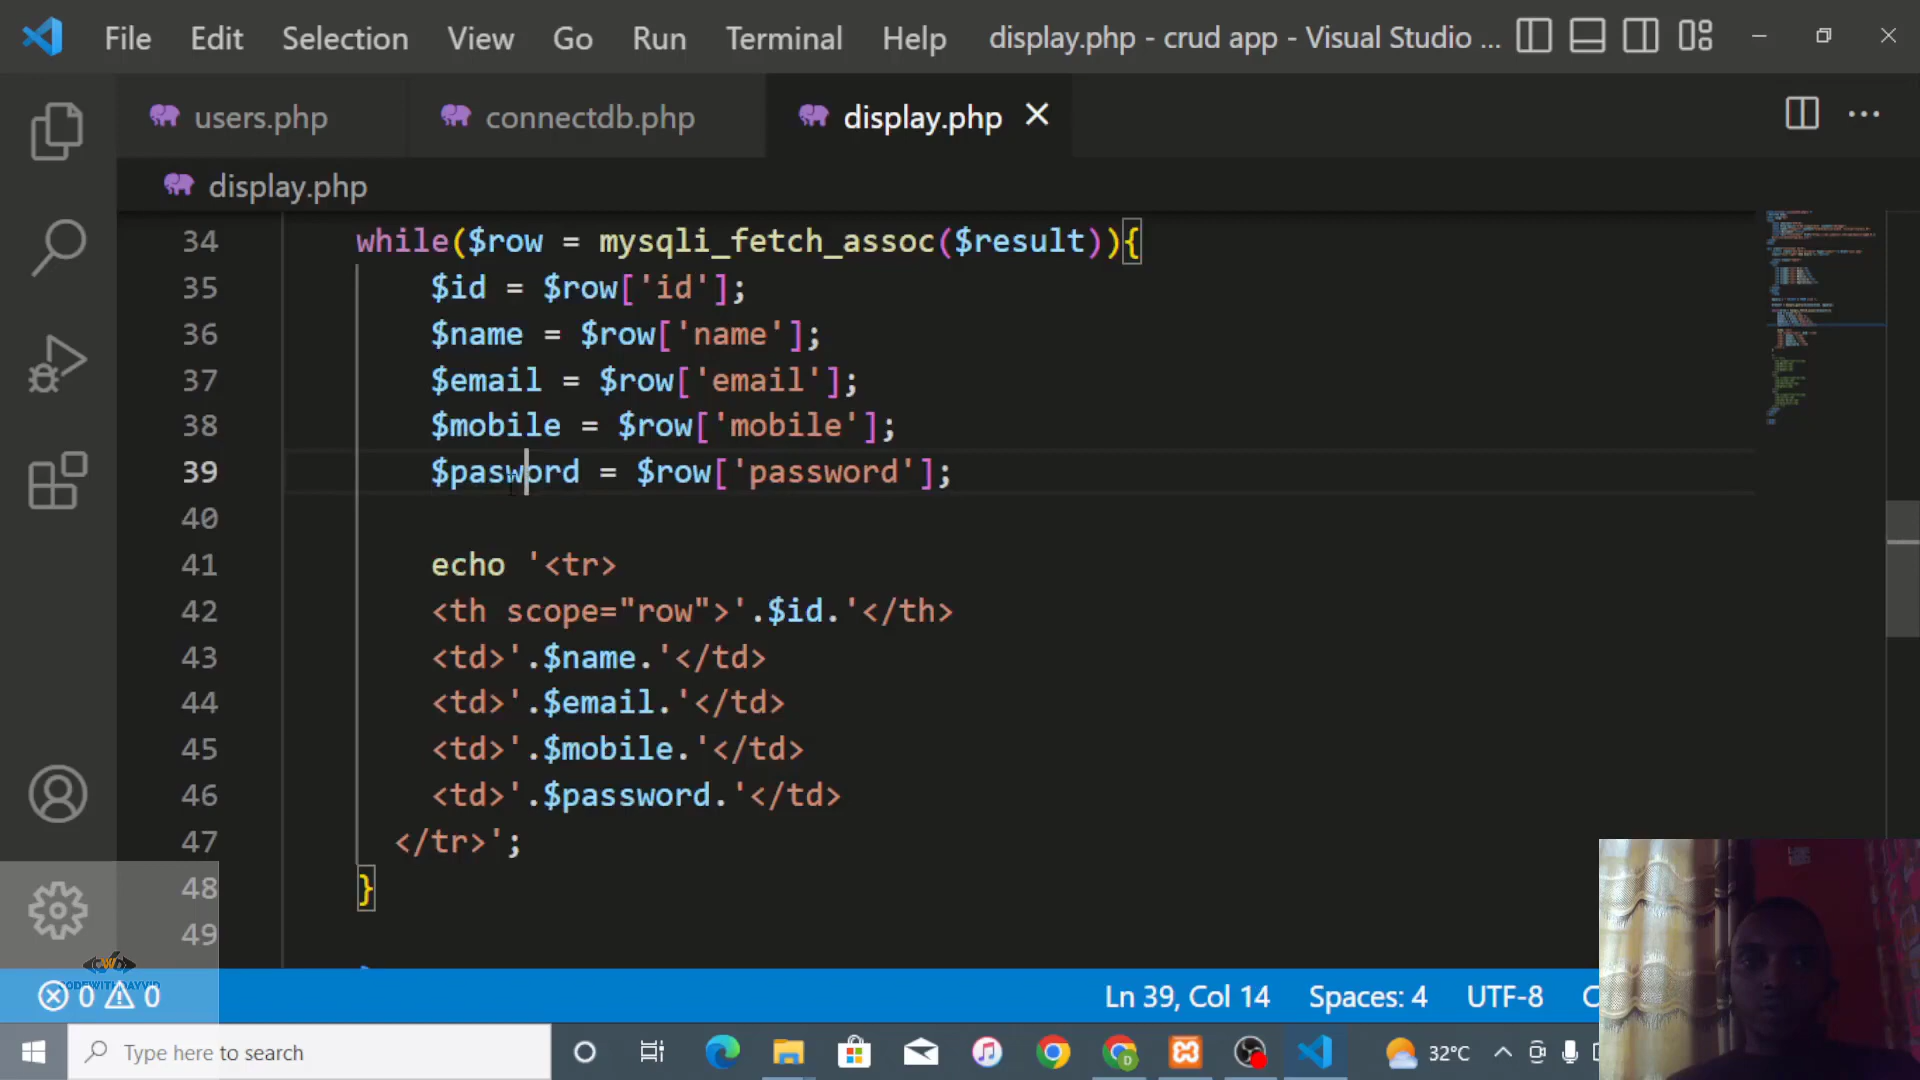 File Edit Selection View Go Run Terminal Help display.php - crud app - Visual Studio ...
users.php connectdb.php display.php
display.php
34 while($row = mysqli_fetch_assoc($result)){
35 $id = $row['id'];
36 $name = $row['name'];
37 $email = $row['email'];
38 $mobile = $row['mobile'];
39 $pasword = $row['password'];
40
41 echo '<tr>
42 <th scope="row">'.$id.'</th>
43 <td>'.$name.'</td>
44 <td>'.$email.'</td>
45 <td>'.$mobile.'</td>
46 <td>'.$password.'</td>
47 </tr>';
48 }
49
CODEWITHDAYVID
0 0 Ln 39, Col 14 Spaces: 4 UTF-8 C
Type here to search 32°C